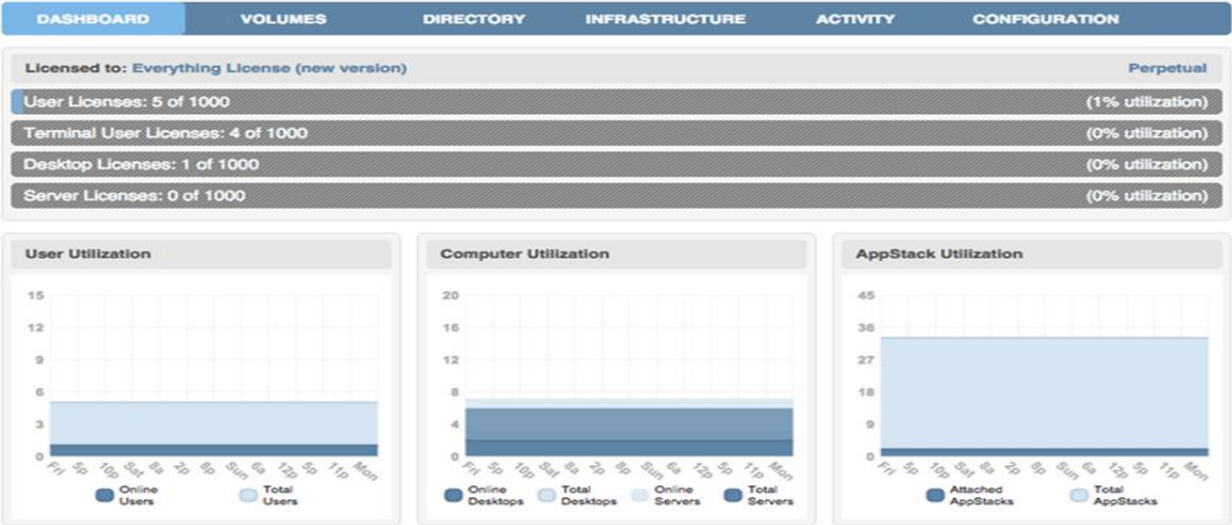 DASHBOARD VOLUMES DIRECTORY INFRASTRUCTURE ACTIVITY CONFIGURATION
Licensed to: Everything License (new version) Perpetual
User Licenses: 5 of 1000 (1% utilization)
Terminal User Licenses: 4 of 1000 (0% utilization)
Desktop Licenses: 1 of 1000 (0% utilization)
Server Licenses: 0 of 1000 (0% utilization)
User Utilization
15
12
9
6
3
0
Fri 5p 10p Sat 8a 2p 8p Sun 6a 12p 5p 11p Mon
Online Users
Total Users
Computer Utilization
20
16
12
8
4
0
Fri 5p 10p Sat 8a 2p 8p Sun 6a 12p 5p 11p Mon
Online Desktops
Total Desktops
Online Servers
Total Servers
AppStack Utilization
45
36
27
18
9
0
Fri 5p 10p Sat 8a 2p 8p Sun 6a 12p 5p 11p Mon
Attached AppStacks
Total AppStacks